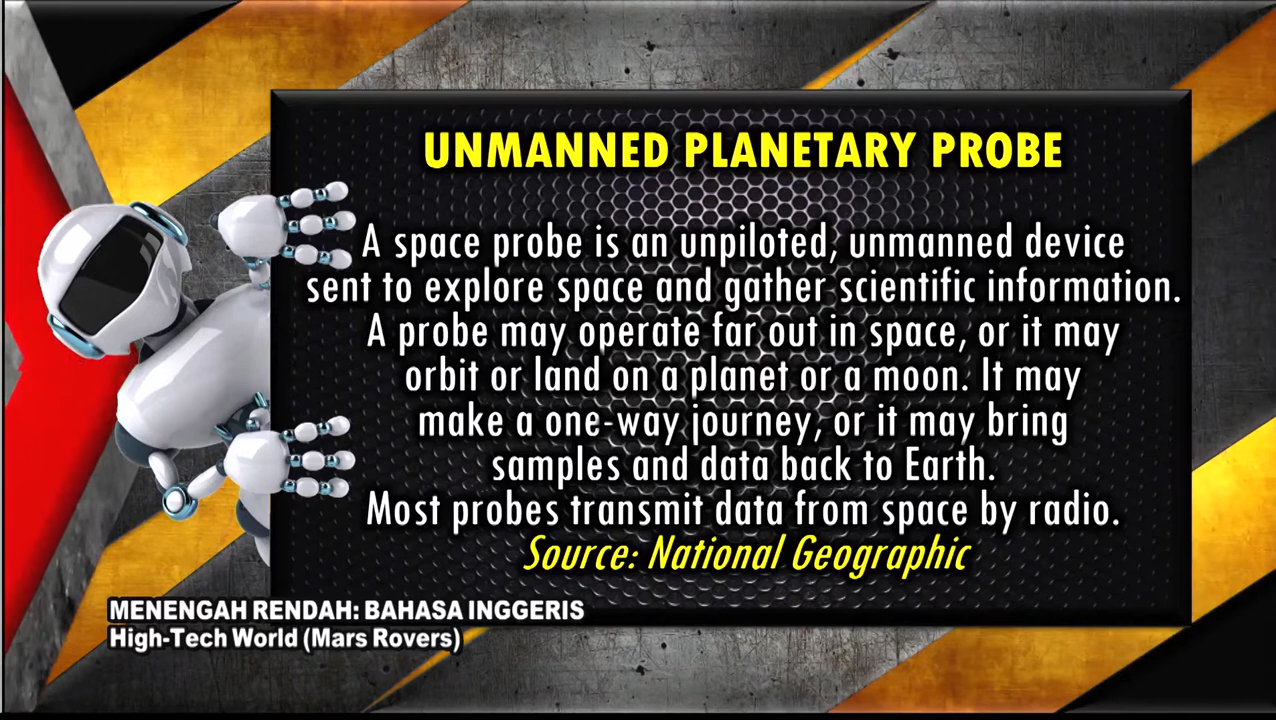 UNMANNED PLANETARY PROBE
A space probe is an unpiloted, unmanned device
sent to explore space and gather scientific information.
A probe may operate far out in space, or it may
orbit or land on a planet or a moon. It may
make a one-way journey, or it may bring
samples and data back to Earth.
Most probes transmit data from space by radio.
Source: National Geographic
MENENGAH RENDAH: BAHASA INGGERIS
High-Tech World (Mars Rovers)